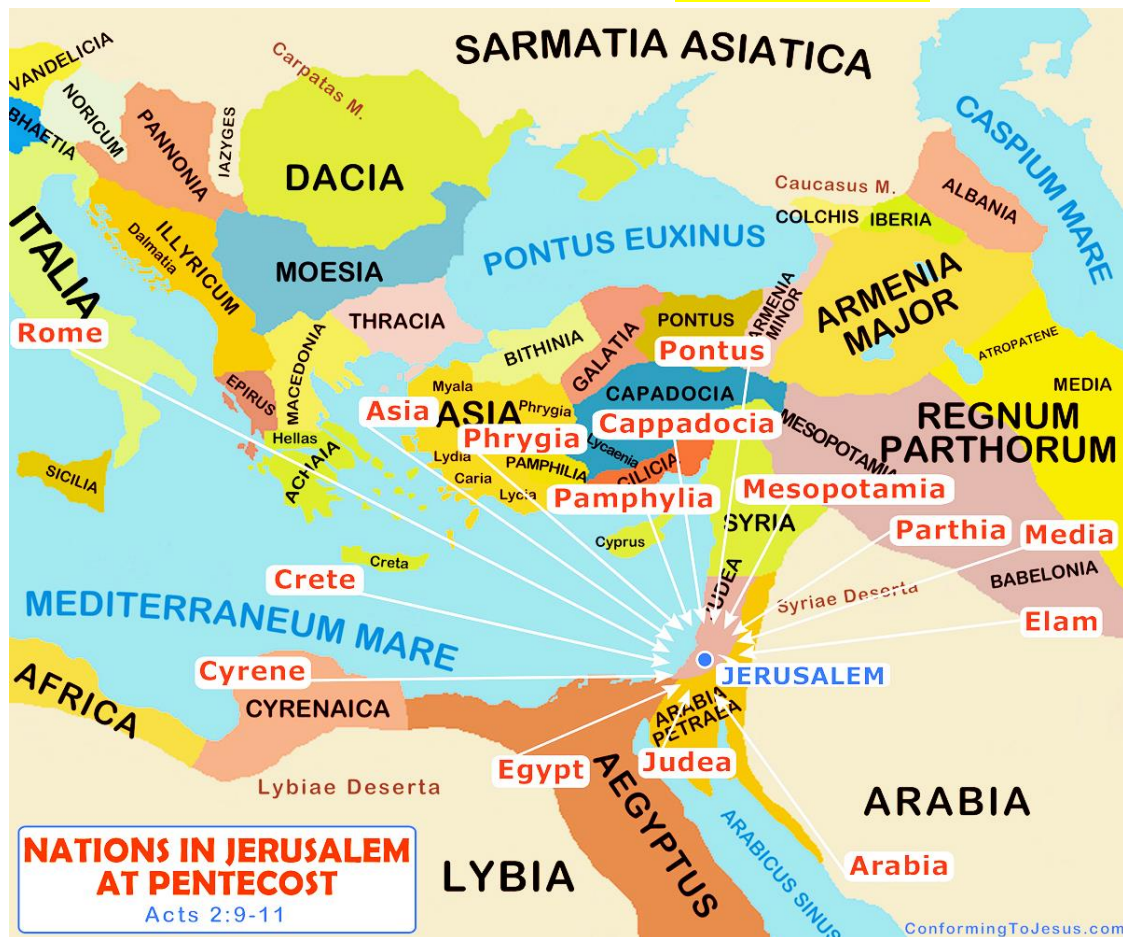 SARMATIA ASIATICA
VANDELICIA
Carpatas M.
NORICUM
BHAETIA
PANNONIA
IAZYGES
DACIA
CASPIUM MARE
Caucasus M.
COLCHIS
IBERIA
ALBANIA
ITALIA
ILLYRICUM
Dalmatia
MOESIA
PONTUS EUXINUS
ARMENIA
MAJOR
ARMENIA
MINOR
Rome
THRACIA
MACEDONIA
BITHINIA
GALATIA
PONTUS
Pontus
ATROPATENE
MEDIA
EPIRUS
Myala
ASIA
Phrygia
CAPADOCIA
Asia
Phrygia
Cappadocia
REGNUM
PARTHORUM
MESOPOTAMIA
Hellas
ACHAIA
Lydia
Caria
Lycia
PAMPHILIA
Lycaenia
CILICIA
SICILIA
Pamphylia
Mesopotamia
SYRIA
Parthia
Media
Cyprus
Creta
Crete
JUDEA
Syriae Deserta
BABELONIA
MEDITERRANEUM MARE
Elam
Cyrene
JERUSALEM
AFRICA
CYRENAICA
ARABIA
PETRAEA
Egypt
Judea
Lybiae Deserta
AEGYPTUS
ARABIA
NATIONS IN JERUSALEM
AT PENTECOST
Acts 2:9-11
LYBIA
ARABICUS SINUS
Arabia
ConformingToJesus.com